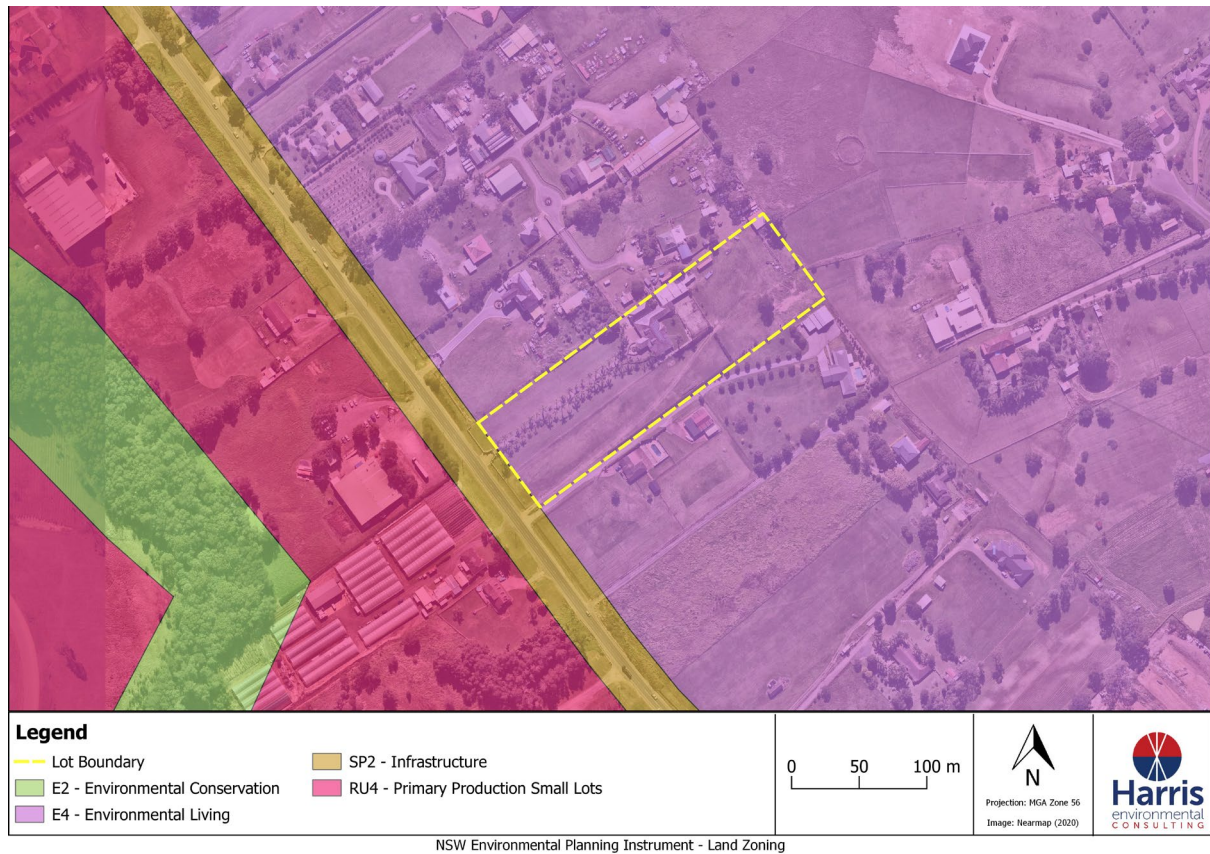 Legend
Lot Boundary
E2 - Environmental Conservation
E4 - Environmental Living
SP2 - Infrastructure
RU4 - Primary Production Small Lots
0 50 100 m
N
Projection: MGA Zone 56
Image: Nearmap (2020)
Harris
environmental
CONSULTING
NSW Environmental Planning Instrument - Land Zoning